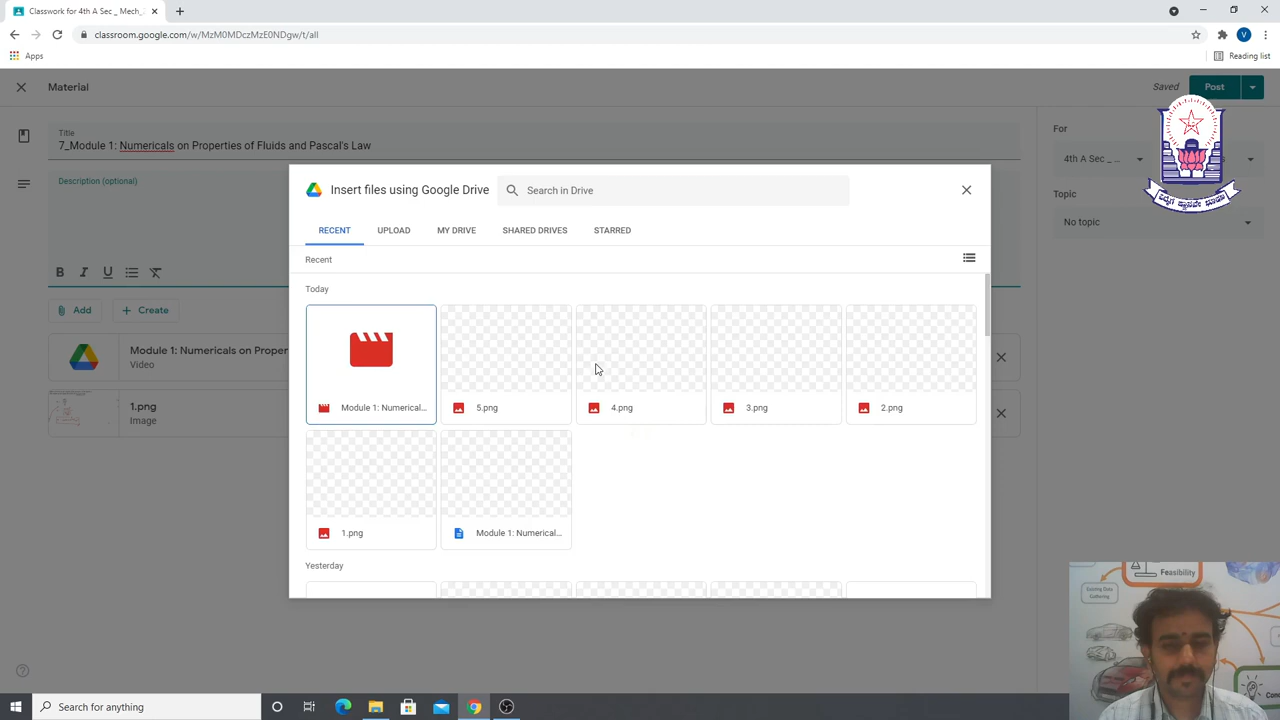 Classwork for 4th A Sec _ Mech_
classroom.google.com/w/MzM0MDczMzE0NDgw/t/all
V
Apps
Reading list
Material
Saved
Post
Title
7_Module 1: Numericals on Properties of Fluids and Pascal's Law
Description (optional)
For
4th A Sec _ ...
Topic
No topic
B I U
Add
Create
Module 1: Numericals on Proper
Video
1.png
Image
Insert files using Google Drive
Search in Drive
RECENT
UPLOAD
MY DRIVE
SHARED DRIVES
STARRED
Recent
Today
Module 1: Numerical...
5.png
4.png
3.png
2.png
1.png
Module 1: Numerical...
Yesterday
Feasibility
Existing Data
Gathering
Search for anything